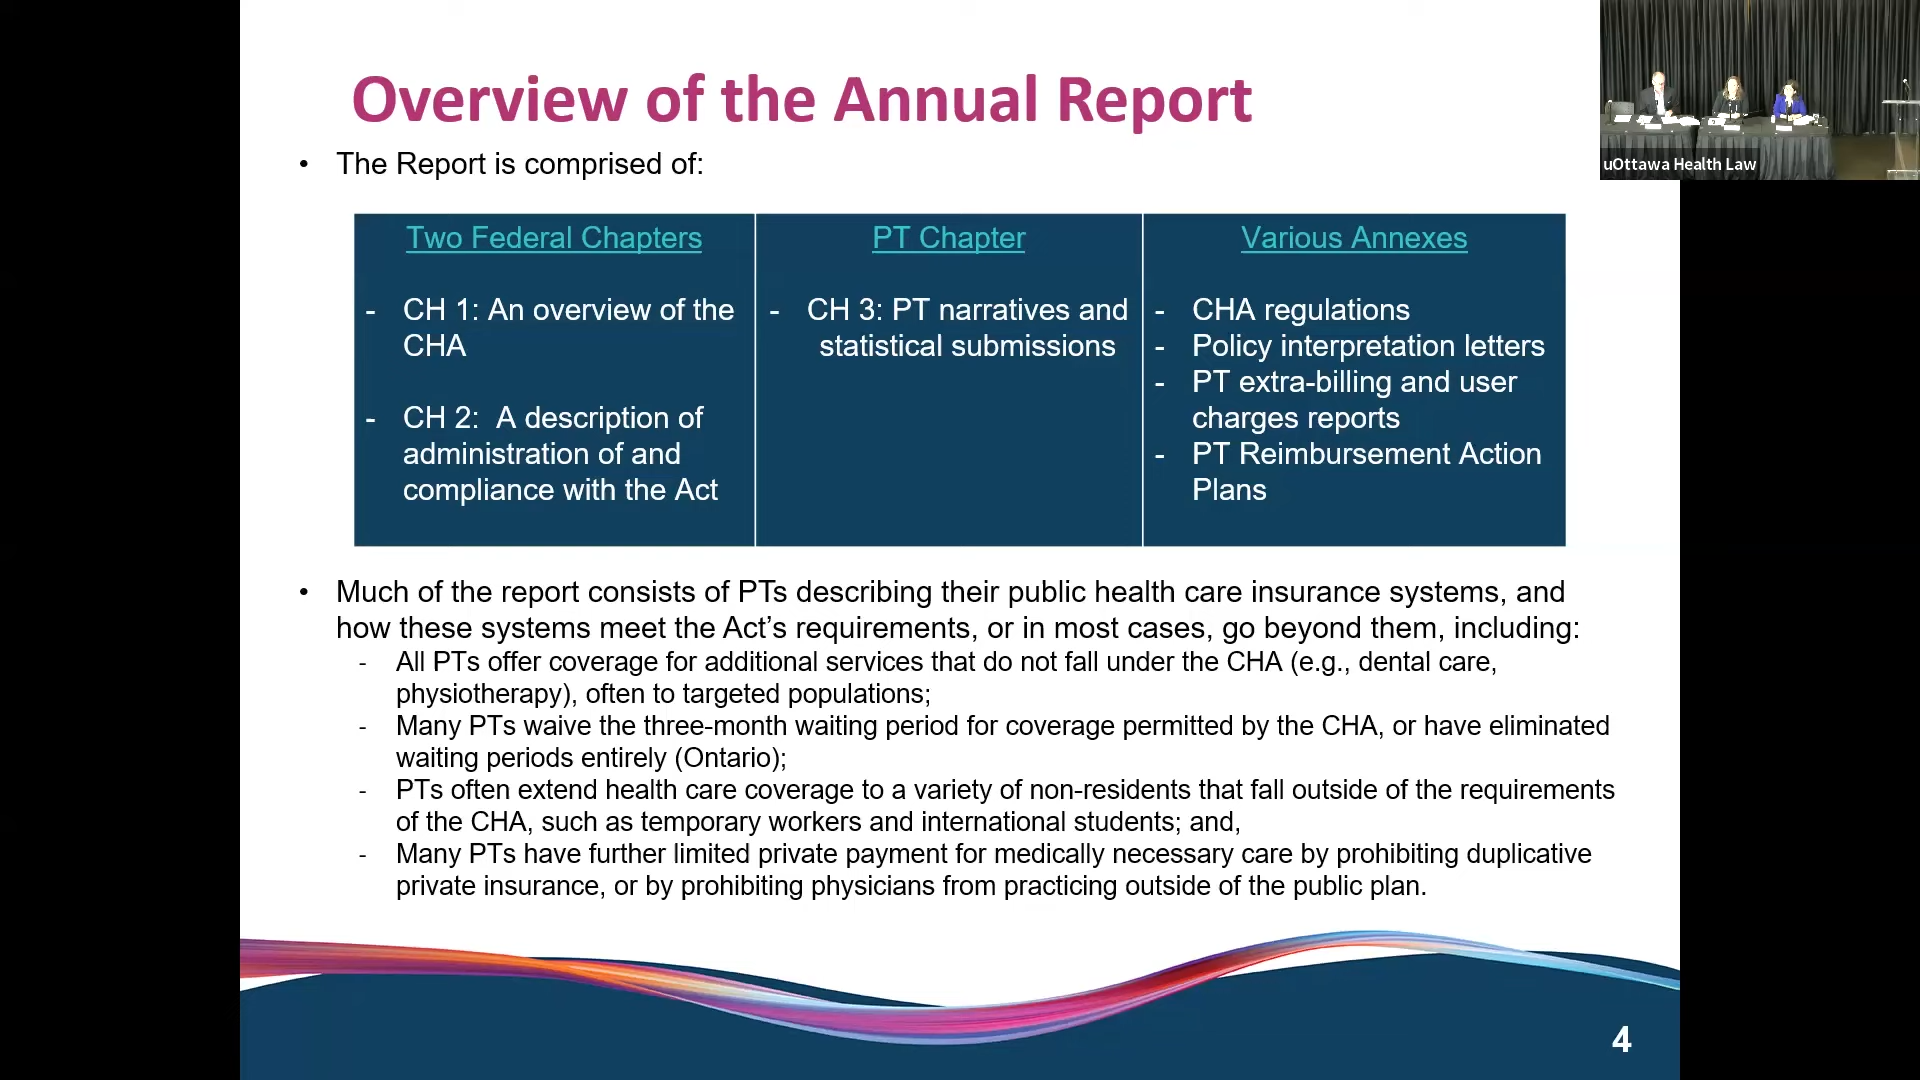 Overview of the Annual Report
• The Report is comprised of:
Two Federal Chapters
- CH 1: An overview of the
CHA
- CH 2: A description of
administration of and
compliance with the Act
PT Chapter
- CH 3: PT narratives and
statistical submissions
Various Annexes
- CHA regulations
- Policy interpretation letters
- PT extra-billing and user
charges reports
- PT Reimbursement Action
Plans
• Much of the report consists of PTs describing their public health care insurance systems, and
how these systems meet the Act’s requirements, or in most cases, go beyond them, including:
- All PTs offer coverage for additional services that do not fall under the CHA (e.g., dental care,
physiotherapy), often to targeted populations;
- Many PTs waive the three-month waiting period for coverage permitted by the CHA, or have eliminated
waiting periods entirely (Ontario);
- PTs often extend health care coverage to a variety of non-residents that fall outside of the requirements
of the CHA, such as temporary workers and international students; and,
- Many PTs have further limited private payment for medically necessary care by prohibiting duplicative
private insurance, or by prohibiting physicians from practicing outside of the public plan.
4
uOttawa Health Law